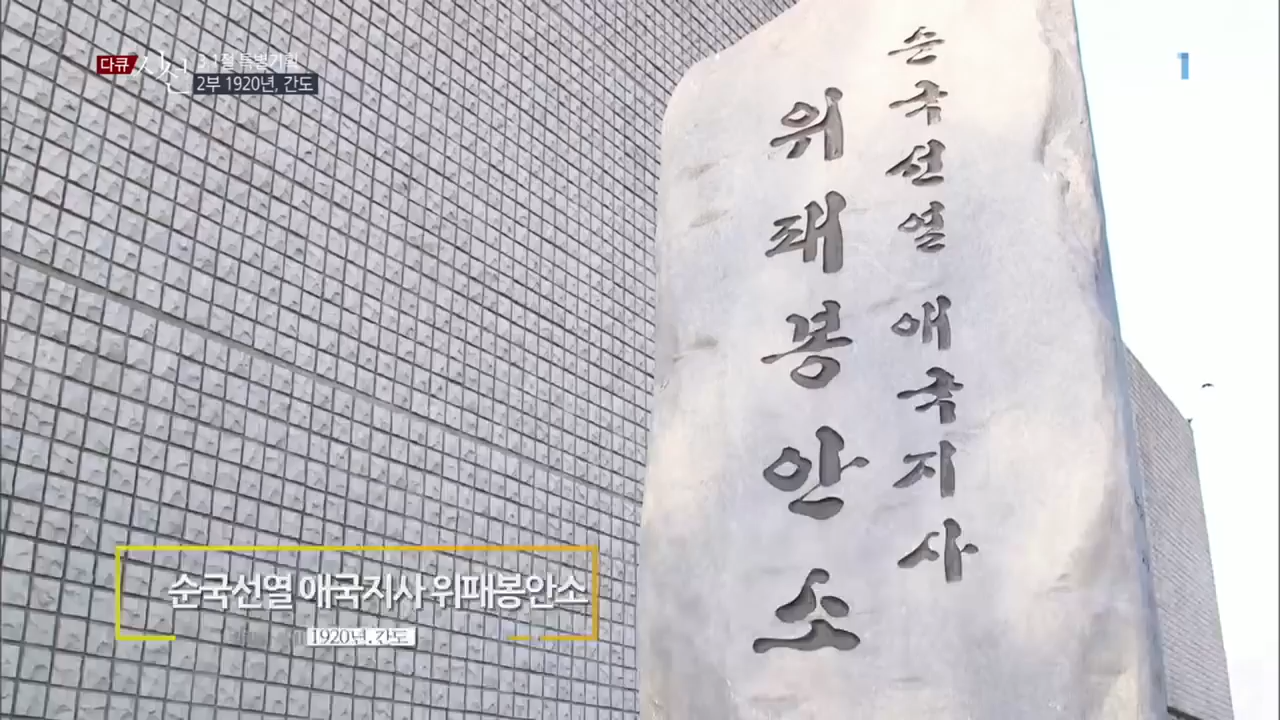 다큐 시선
3.1절 특별기획
2부 1920년, 간도
1
순국선열 애국지사
위패봉안소
순국선열 애국지사 위패봉안소
1920년, 간도